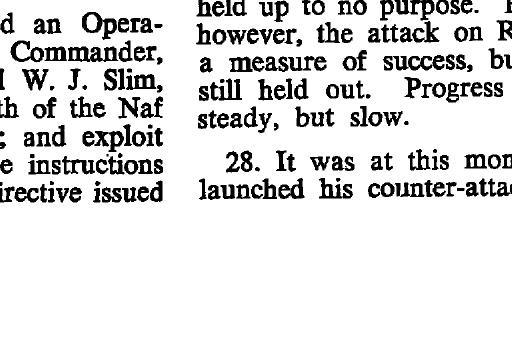 d an Opera-
Commander,
W. J. Slim,
th of the Naf
; and exploit
e instructions
irective issued
held up to no purpose.
however, the attack on R
a measure of success, bu
still held out. Progress
steady, but slow.
28. It was at this mom
launched his counter-atta